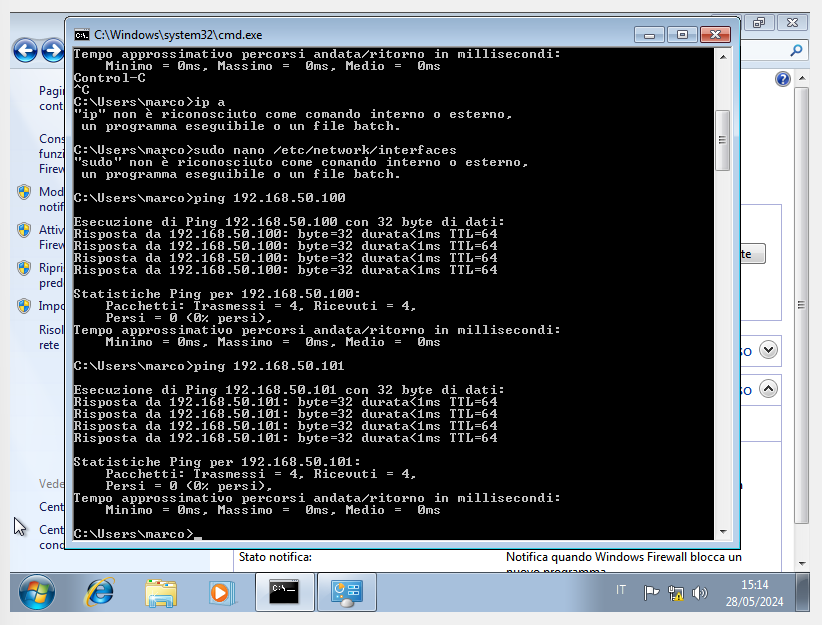 C:\Windows\system32\cmd.exe
Tempo approssimativo percorsi andata/ritorno in millisecondi:
    Minimo = 0ms, Massimo =  0ms, Medio =  0ms
Control-C
^C
C:\Users\marco>ip a
"ip" non è riconosciuto come comando interno o esterno,
 un programma eseguibile o un file batch.
C:\Users\marco>sudo nano /etc/network/interfaces
"sudo" non è riconosciuto come comando interno o esterno,
 un programma eseguibile o un file batch.
C:\Users\marco>ping 192.168.50.100
Esecuzione di Ping 192.168.50.100 con 32 byte di dati:
Risposta da 192.168.50.100: byte=32 durata<1ms TTL=64
Risposta da 192.168.50.100: byte=32 durata<1ms TTL=64
Risposta da 192.168.50.100: byte=32 durata<1ms TTL=64
Risposta da 192.168.50.100: byte=32 durata<1ms TTL=64
Statistiche Ping per 192.168.50.100:
    Pacchetti: Trasmessi = 4, Ricevuti = 4,
    Persi = 0 (0% persi),
Tempo approssimativo percorsi andata/ritorno in millisecondi:
    Minimo = 0ms, Massimo =  0ms, Medio =  0ms
C:\Users\marco>ping 192.168.50.101
Esecuzione di Ping 192.168.50.101 con 32 byte di dati:
Risposta da 192.168.50.101: byte=32 durata<1ms TTL=64
Risposta da 192.168.50.101: byte=32 durata<1ms TTL=64
Risposta da 192.168.50.101: byte=32 durata<1ms TTL=64
Risposta da 192.168.50.101: byte=32 durata<1ms TTL=64
Statistiche Ping per 192.168.50.101:
    Pacchetti: Trasmessi = 4, Ricevuti = 4,
    Persi = 0 (0% persi),
Tempo approssimativo percorsi andata/ritorno in millisecondi:
    Minimo = 0ms, Massimo =  0ms, Medio =  0ms
C:\Users\marco>_
Pagin
cont
Cons
funzi
Firew
Mod
notif
Attiv
Firew
Ripri
pred
Impo
Risol
rete
Vede
Cent
Cent
conc
te
so
so
Stato notifica:
Notifica quando Windows Firewall blocca un
nuovo programma
C:\_
IT
15:14
28/05/2024